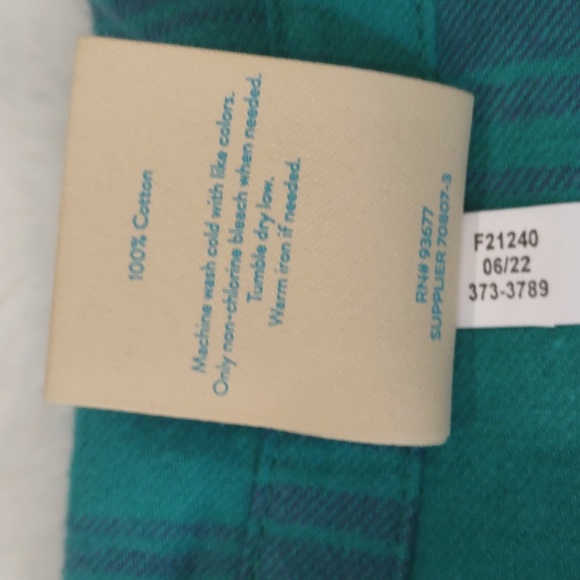 100% Cotton
Machine wash cold with like colors.
Only non-chlorine bleach when needed.
Tumble dry low.
Warm iron if needed.
RN# 93677
SUPPLIER 70807-3
F21240
06/22
373-3789